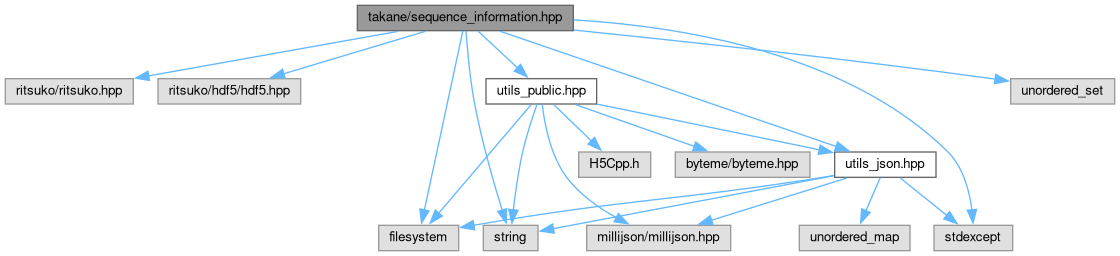 takane/sequence_information.hpp
ritsuko/ritsuko.hpp
ritsuko/hdf5/hdf5.hpp
utils_public.hpp
unordered_set
H5Cpp.h
byteme/byteme.hpp
utils_json.hpp
filesystem
string
millijson/millijson.hpp
unordered_map
stdexcept